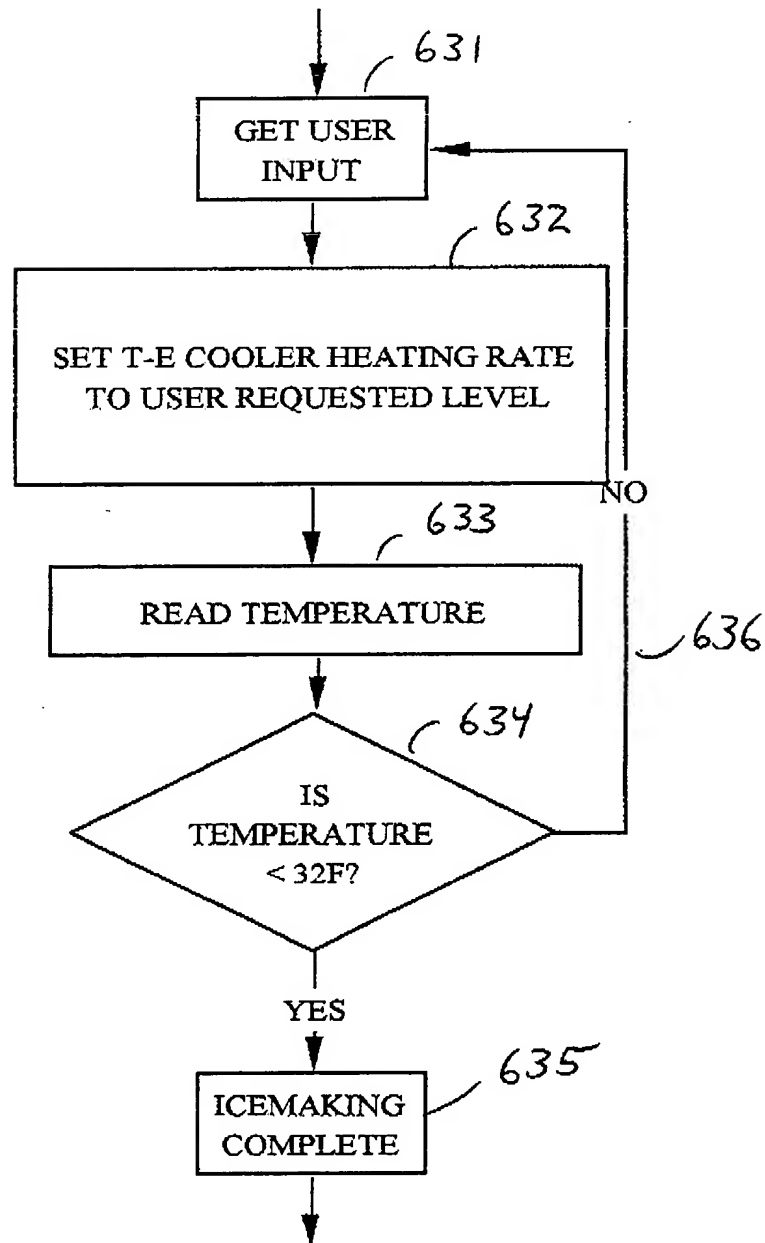 631
GET USER
INPUT
632
SET T-E COOLER HEATING RATE
TO USER REQUESTED LEVEL
NO
633
READ TEMPERATURE
636
634
IS
TEMPERATURE
< 32F?
YES
635
ICEMAKING
COMPLETE